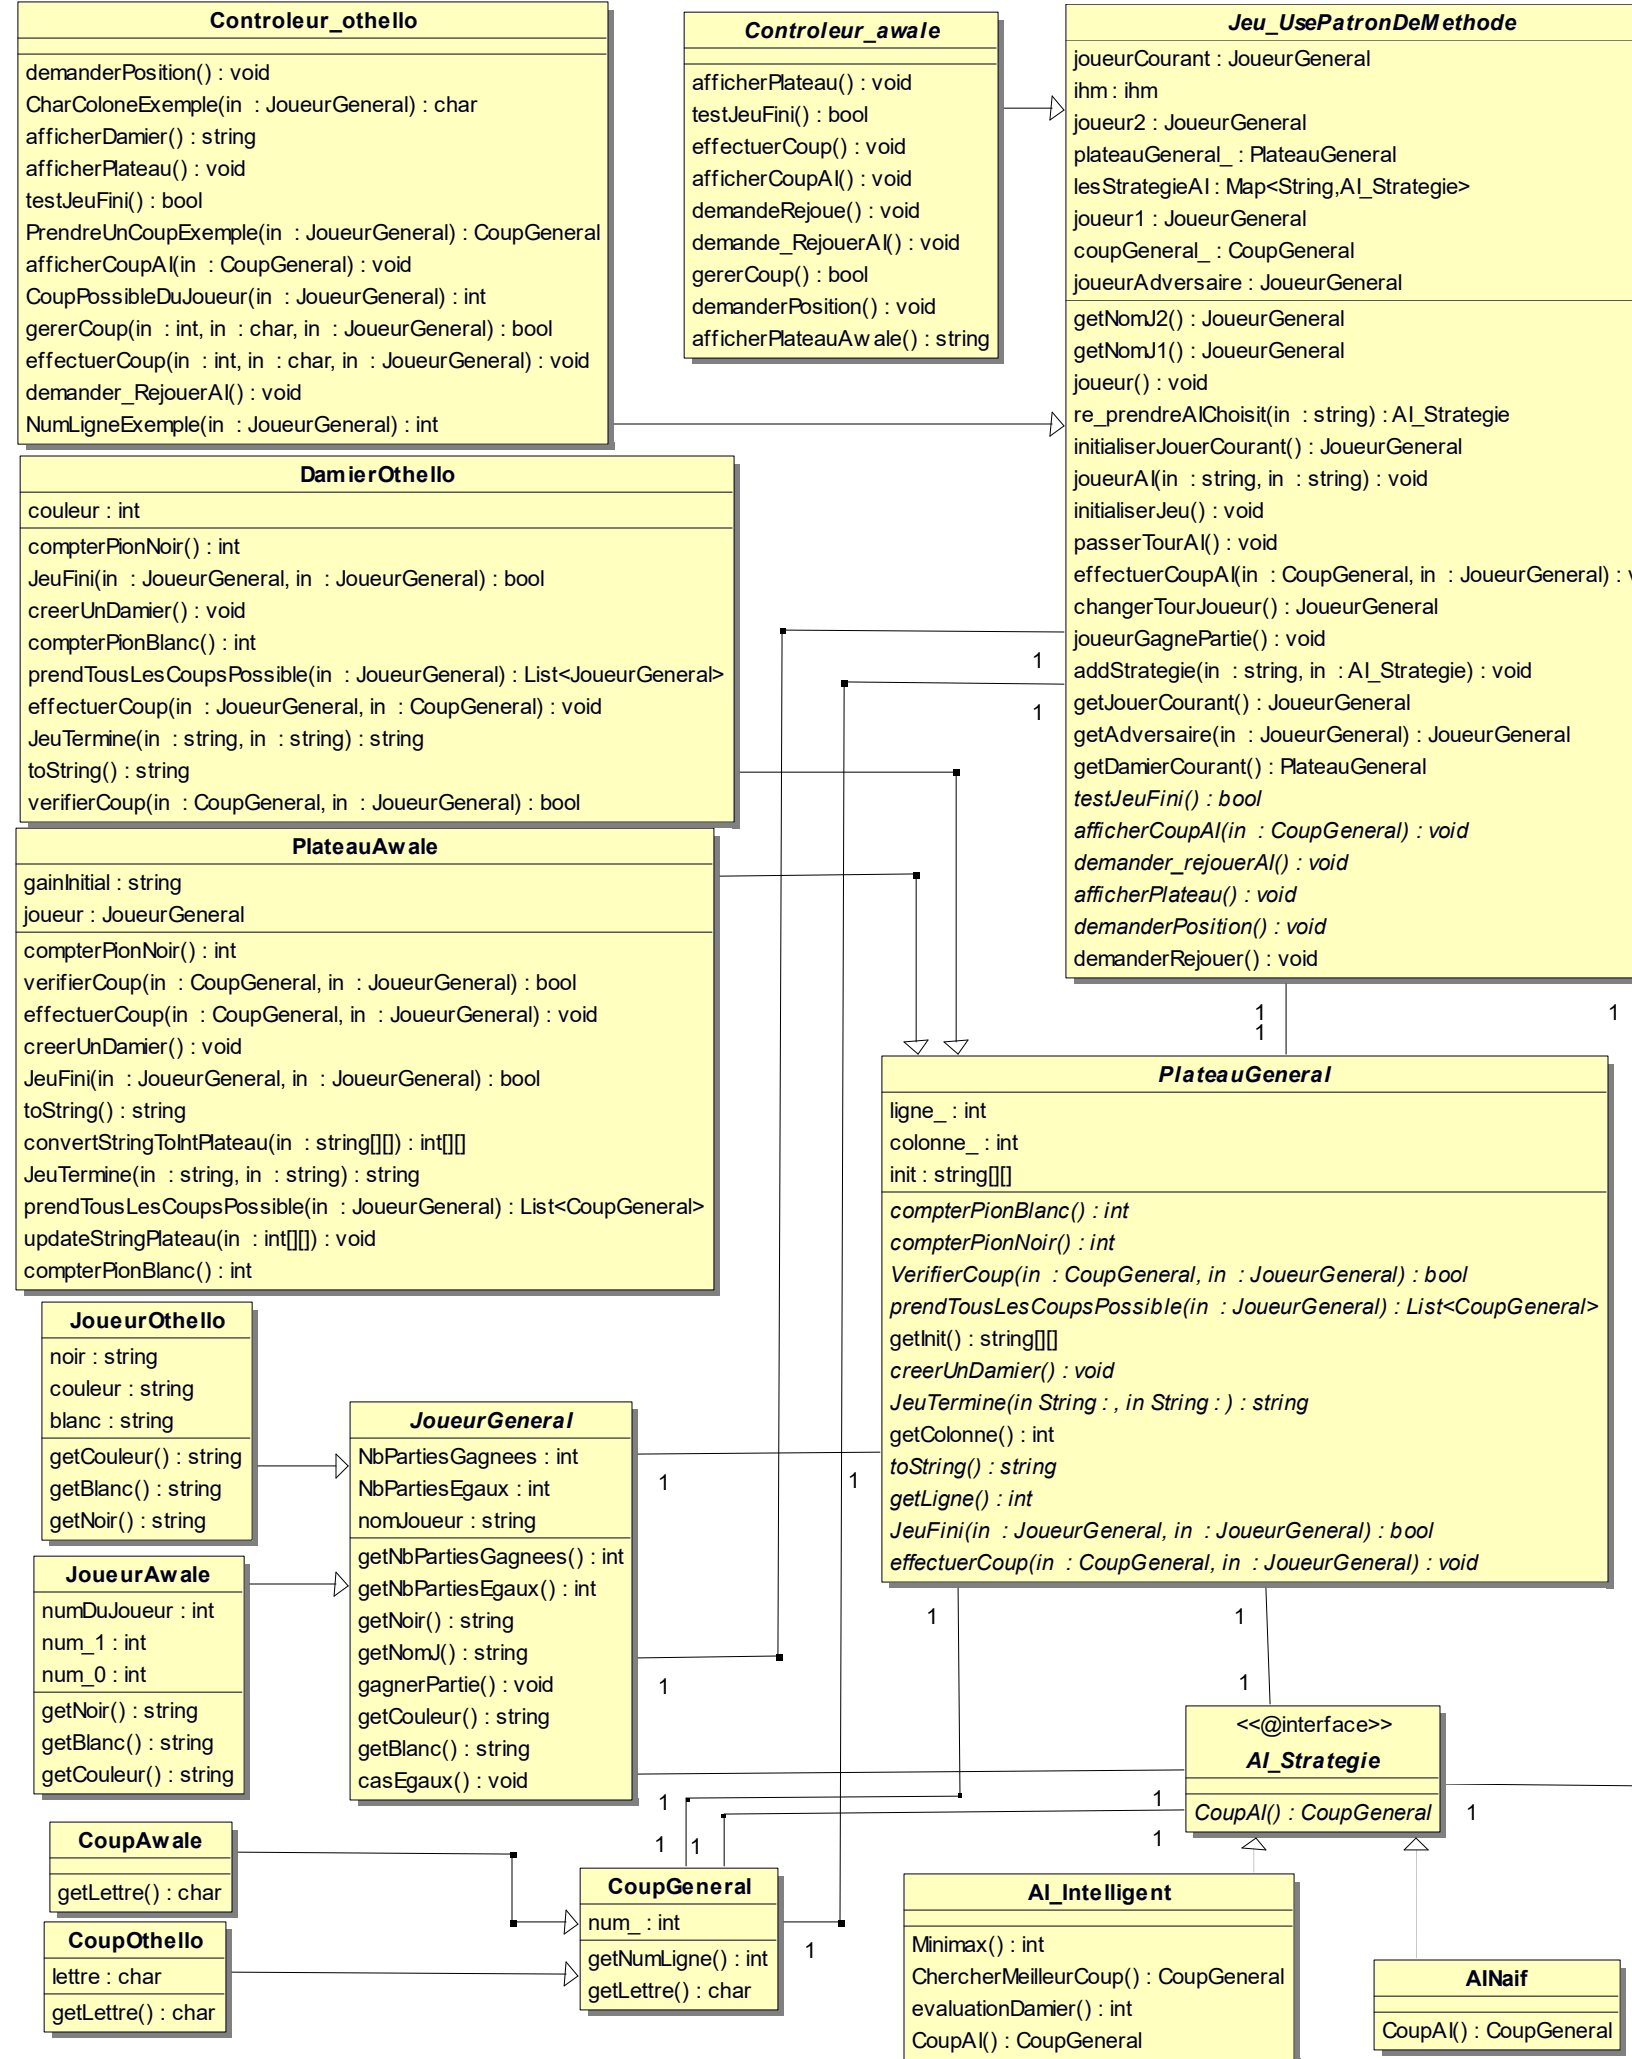 Controleur_othello
demanderPosition() : void
CharColoneExemple(in  : JoueurGeneral) : char
afficherDamier() : string
afficherPlateau() : void
testJeuFini() : bool
PrendreUnCoupExemple(in  : JoueurGeneral) : CoupGeneral
afficherCoupAI(in  : CoupGeneral) : void
CoupPossibleDuJoueur(in  : JoueurGeneral) : int
gererCoup(in  : int, in  : char, in  : JoueurGeneral) : bool
effectuerCoup(in  : int, in  : char, in  : JoueurGeneral) : void
demander_RejouerAI() : void
NumLigneExemple(in  : JoueurGeneral) : int
Controleur_awale
afficherPlateau() : void
testJeuFini() : bool
effectuerCoup() : void
afficherCoupAI() : void
demandeRejoue() : void
demande_RejouerAI() : void
gererCoup() : bool
demanderPosition() : void
afficherPlateauAwale() : string
Jeu_UsePatronDeMethode
joueurCourant : JoueurGeneral
ihm : ihm
joueur2 : JoueurGeneral
plateauGeneral_ : PlateauGeneral
lesStrategieAI : Map<String,AI_Strategie>
joueur1 : JoueurGeneral
coupGeneral_ : CoupGeneral
joueurAdversaire : JoueurGeneral
getNomJ2() : JoueurGeneral
getNomJ1() : JoueurGeneral
joueur() : void
re_prendreAIChoisit(in  : string) : AI_Strategie
initialiserJouerCourant() : JoueurGeneral
joueurAI(in  : string, in  : string) : void
initialiserJeu() : void
passerTourAI() : void
effectuerCoupAI(in  : CoupGeneral, in  : JoueurGeneral) : v
changerTourJoueur() : JoueurGeneral
joueurGagnePartie() : void
addStrategie(in  : string, in  : AI_Strategie) : void
getJouerCourant() : JoueurGeneral
getAdversaire(in  : JoueurGeneral) : JoueurGeneral
getDamierCourant() : PlateauGeneral
testJeuFini() : bool
afficherCoupAI(in  : CoupGeneral) : void
demander_rejouerAI() : void
afficherPlateau() : void
demanderPosition() : void
demanderRejouer() : void
DamierOthello
couleur : int
compterPionNoir() : int
JeuFini(in  : JoueurGeneral, in  : JoueurGeneral) : bool
creerUnDamier() : void
compterPionBlanc() : int
prendTousLesCoupsPossible(in  : JoueurGeneral) : List<JoueurGeneral>
effectuerCoup(in  : JoueurGeneral, in  : CoupGeneral) : void
JeuTermine(in  : string, in  : string) : string
toString() : string
verifierCoup(in  : CoupGeneral, in  : JoueurGeneral) : bool
1
1
PlateauAwale
gainInitial : string
joueur : JoueurGeneral
compterPionNoir() : int
verifierCoup(in  : CoupGeneral, in  : JoueurGeneral) : bool
effectuerCoup(in  : CoupGeneral, in  : JoueurGeneral) : void
creerUnDamier() : void
JeuFini(in  : JoueurGeneral, in  : JoueurGeneral) : bool
toString() : string
convertStringToIntPlateau(in  : string[][]) : int[][]
JeuTermine(in  : string, in  : string) : string
prendTousLesCoupsPossible(in  : JoueurGeneral) : List<CoupGeneral>
updateStringPlateau(in  : int[][]) : void
compterPionBlanc() : int
1
1
1
PlateauGeneral
ligne_ : int
colonne_ : int
init : string[][]
compterPionBlanc() : int
compterPionNoir() : int
VerifierCoup(in  : CoupGeneral, in  : JoueurGeneral) : bool
prendTousLesCoupsPossible(in  : JoueurGeneral) : List<CoupGeneral>
getInit() : string[][]
creerUnDamier() : void
JeuTermine(in String : , in String : ) : string
getColonne() : int
toString() : string
getLigne() : int
JeuFini(in  : JoueurGeneral, in  : JoueurGeneral) : bool
effectuerCoup(in  : CoupGeneral, in  : JoueurGeneral) : void
JoueurOthello
noir : string
couleur : string
blanc : string
getCouleur() : string
getBlanc() : string
getNoir() : string
JoueurGeneral
NbPartiesGagnees : int
NbPartiesEgaux : int
nomJoueur : string
getNbPartiesGagnees() : int
getNbPartiesEgaux() : int
getNoir() : string
getNomJ() : string
gagnerPartie() : void
getCouleur() : string
getBlanc() : string
casEgaux() : void
1
1
JoueurAwale
numDuJoueur : int
num_1 : int
num_0 : int
getNoir() : string
getBlanc() : string
getCouleur() : string
1
1
1
1
<<@interface>>
AI_Strategie
CoupAI() : CoupGeneral
1
1
1
1
1
1
CoupAwale
getLettre() : char
CoupOthello
lettre : char
getLettre() : char
CoupGeneral
num_ : int
getNumLigne() : int
getLettre() : char
1
AI_Intelligent
Minimax() : int
ChercherMeilleurCoup() : CoupGeneral
evaluationDamier() : int
CoupAI() : CoupGeneral
AINaif
CoupAI() : CoupGeneral